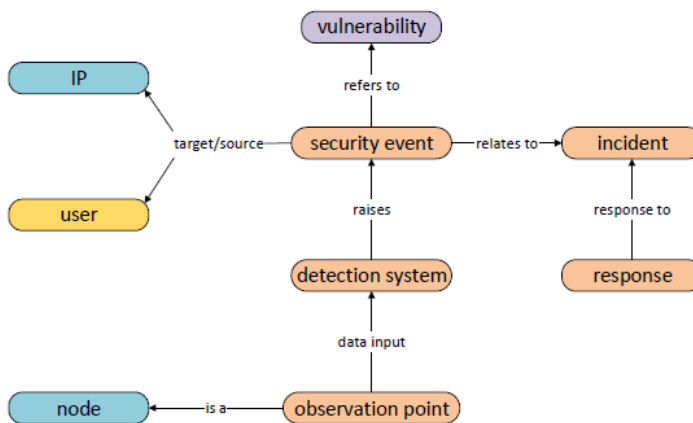 vulnerability
IP
refers to
target/source
security event
relates to
incident
user
raises
response to
detection system
response
data input
node
is a
observation point